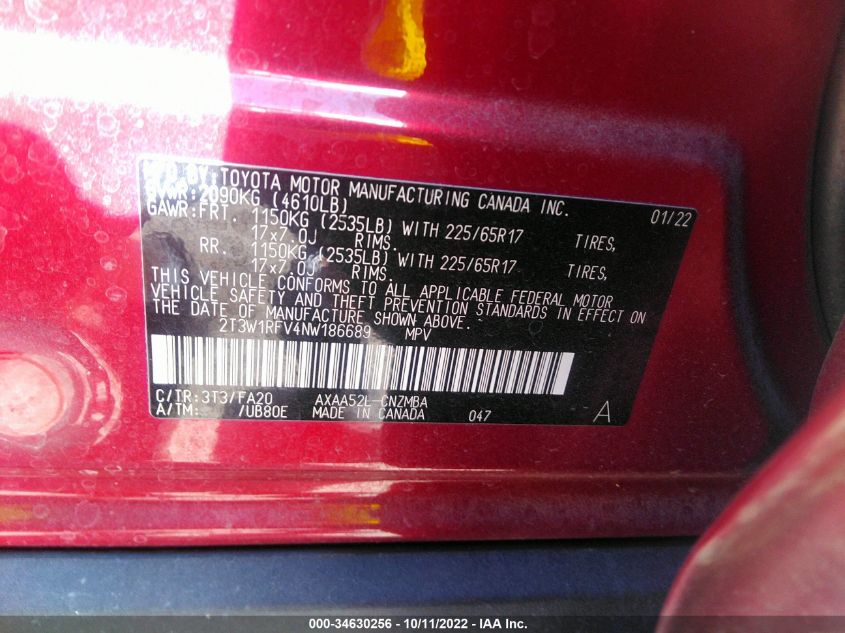 MFD BY: TOYOTA MOTOR MANUFACTURING CANADA INC. 01/22
GVWR: 2090KG (4610LB)
GAWR: FRT. 1150KG (2535LB) WITH 225/65R17 TIRES,
17x7.0J RIMS.
RR. 1150KG (2535LB) WITH 225/65R17 TIRES,
17x7.0J RIMS.
THIS VEHICLE CONFORMS TO ALL APPLICABLE FEDERAL MOTOR
VEHICLE SAFETY AND THEFT PREVENTION STANDARDS IN EFFECT ON
THE DATE OF MANUFACTURE SHOWN ABOVE.
2T3W1RFV4NW186689 MPV
C/TR: 3T3/FA20 AXAA52L-CNZMBA
A/TM: /UB80E MADE IN CANADA 047 A
000-34630256 - 10/11/2022 - IAA Inc.